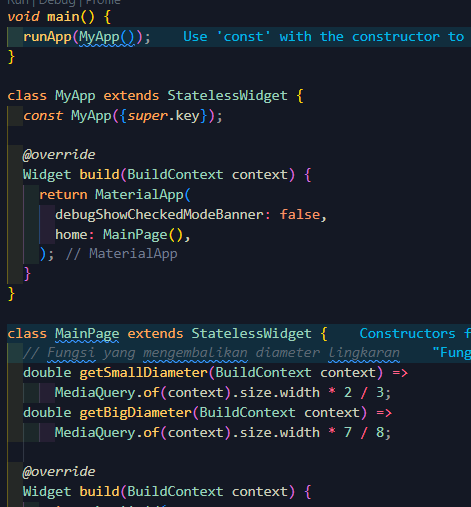 Run | Debug | Profile
void main() {
runApp(MyApp()); Use 'const' with the constructor to
}
class MyApp extends StatelessWidget {
const MyApp({super.key});
@override
Widget build(BuildContext context) {
return MaterialApp(
debugShowCheckedModeBanner: false,
home: MainPage(),
); // MaterialApp
}
}
class MainPage extends StatelessWidget { Constructors f
// Fungsi yang mengembalikan diameter lingkaran "Fung
double getSmallDiameter(BuildContext context) =>
MediaQuery.of(context).size.width * 2 / 3;
double getBigDiameter(BuildContext context) =>
MediaQuery.of(context).size.width * 7 / 8;
@override
Widget build(BuildContext context) {